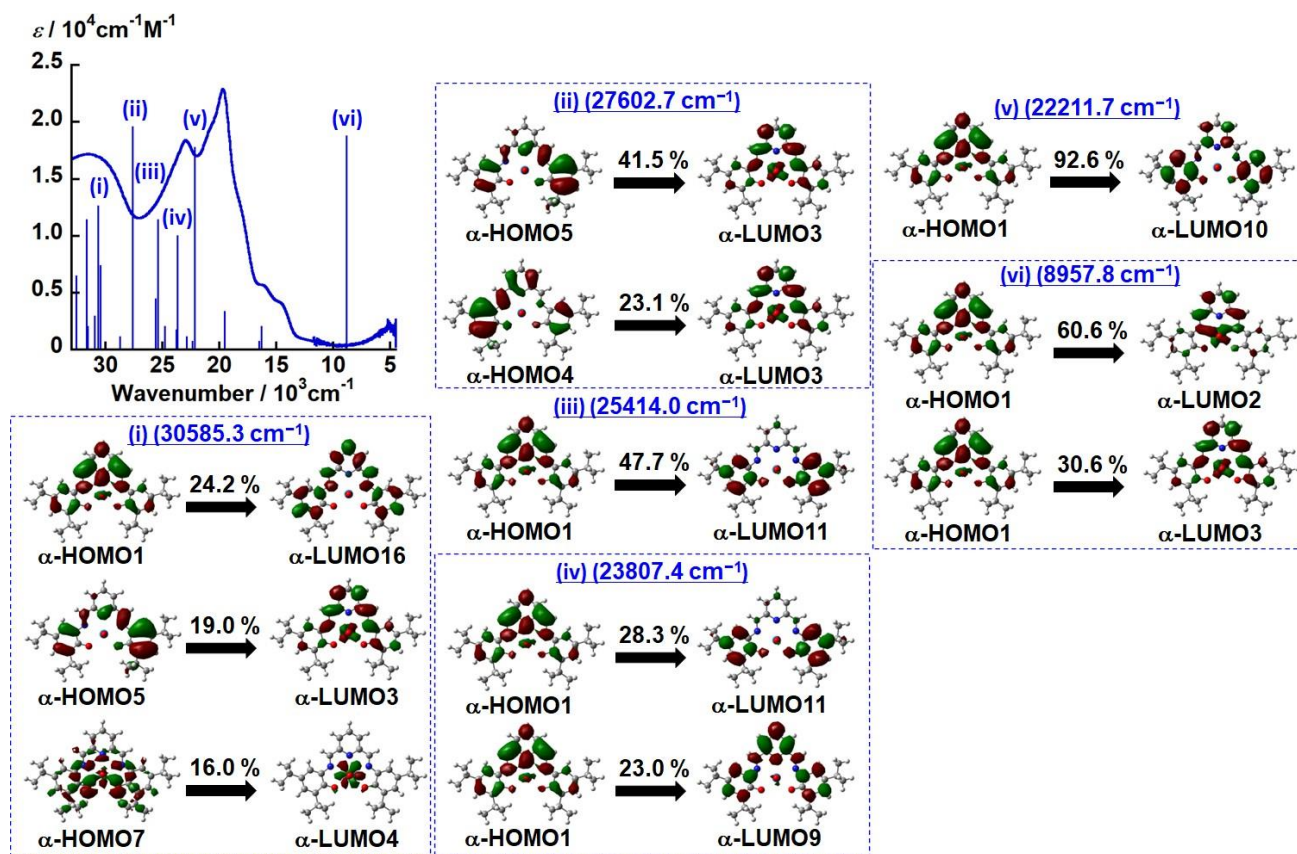 ε / 10⁴cm⁻¹M⁻¹
2.5
2.0
1.5
1.0
0.5
0
(i)
(ii)
(iii)
(iv)
(v)
(vi)
30 25 20 15 10 5
Wavenumber / 10³cm⁻¹
(i) (30585.3 cm⁻¹)
24.2 %
α-HOMO1 α-LUMO16
19.0 %
α-HOMO5 α-LUMO3
16.0 %
α-HOMO7 α-LUMO4
(ii) (27602.7 cm⁻¹)
41.5 %
α-HOMO5 α-LUMO3
23.1 %
α-HOMO4 α-LUMO3
(iii) (25414.0 cm⁻¹)
47.7 %
α-HOMO1 α-LUMO11
(iv) (23807.4 cm⁻¹)
28.3 %
α-HOMO1 α-LUMO11
23.0 %
α-HOMO1 α-LUMO9
(v) (22211.7 cm⁻¹)
92.6 %
α-HOMO1 α-LUMO10
(vi) (8957.8 cm⁻¹)
60.6 %
α-HOMO1 α-LUMO2
30.6 %
α-HOMO1 α-LUMO3